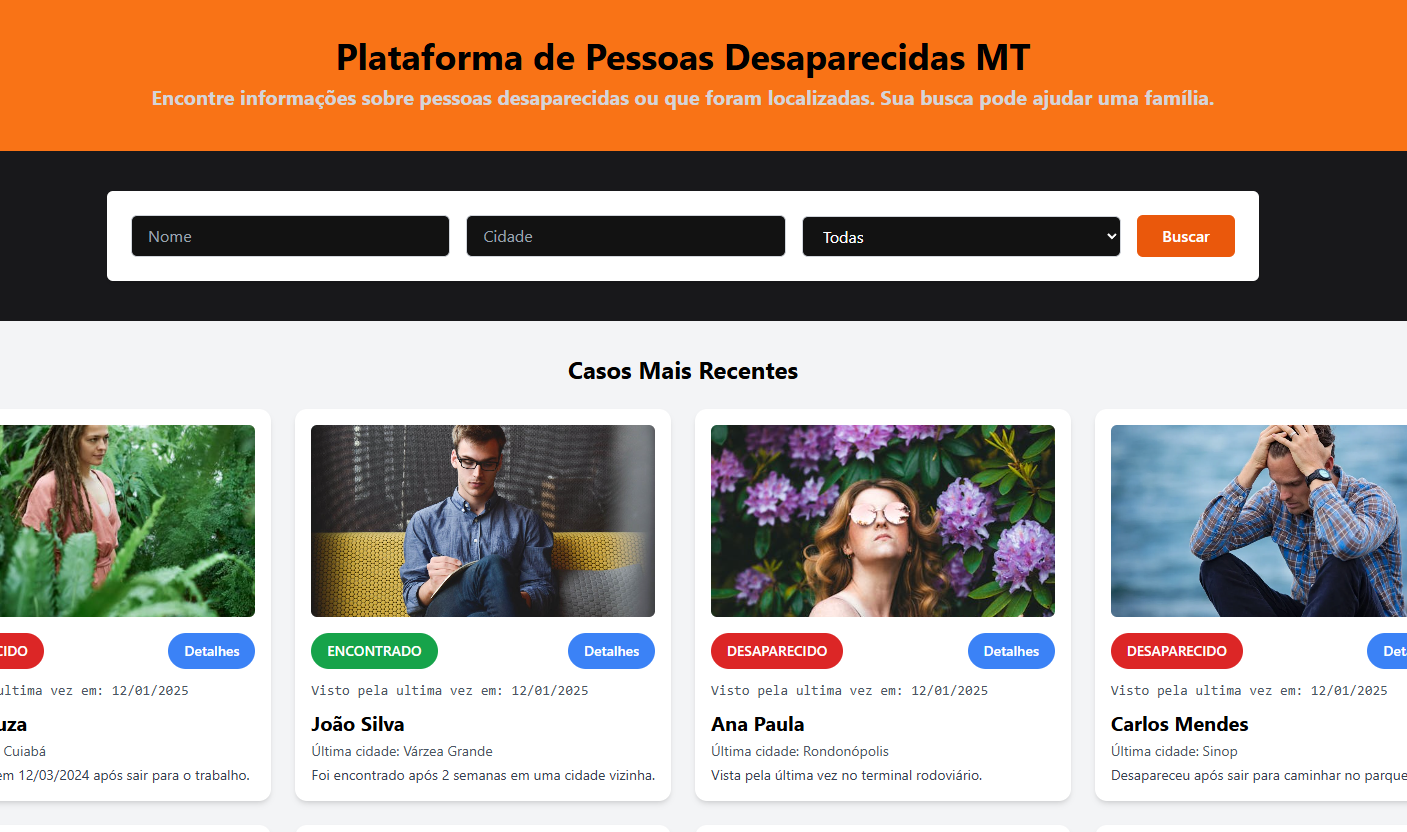 Plataforma de Pessoas Desaparecidas MT
Encontre informações sobre pessoas desaparecidas ou que foram localizadas. Sua busca pode ajudar uma família.
Nome
Cidade
Todas
Buscar
Casos Mais Recentes
CIDO
Detalhes
ultima vez em: 12/01/2025
uza
Cuiabá
em 12/03/2024 após sair para o trabalho.
ENCONTRADO
Detalhes
Visto pela ultima vez em: 12/01/2025
João Silva
Última cidade: Várzea Grande
Foi encontrado após 2 semanas em uma cidade vizinha.
DESAPARECIDO
Detalhes
Visto pela ultima vez em: 12/01/2025
Ana Paula
Última cidade: Rondonópolis
Vista pela última vez no terminal rodoviário.
DESAPARECIDO
Det
Visto pela ultima vez em: 12/01/2025
Carlos Mendes
Última cidade: Sinop
Desapareceu após sair para caminhar no parque